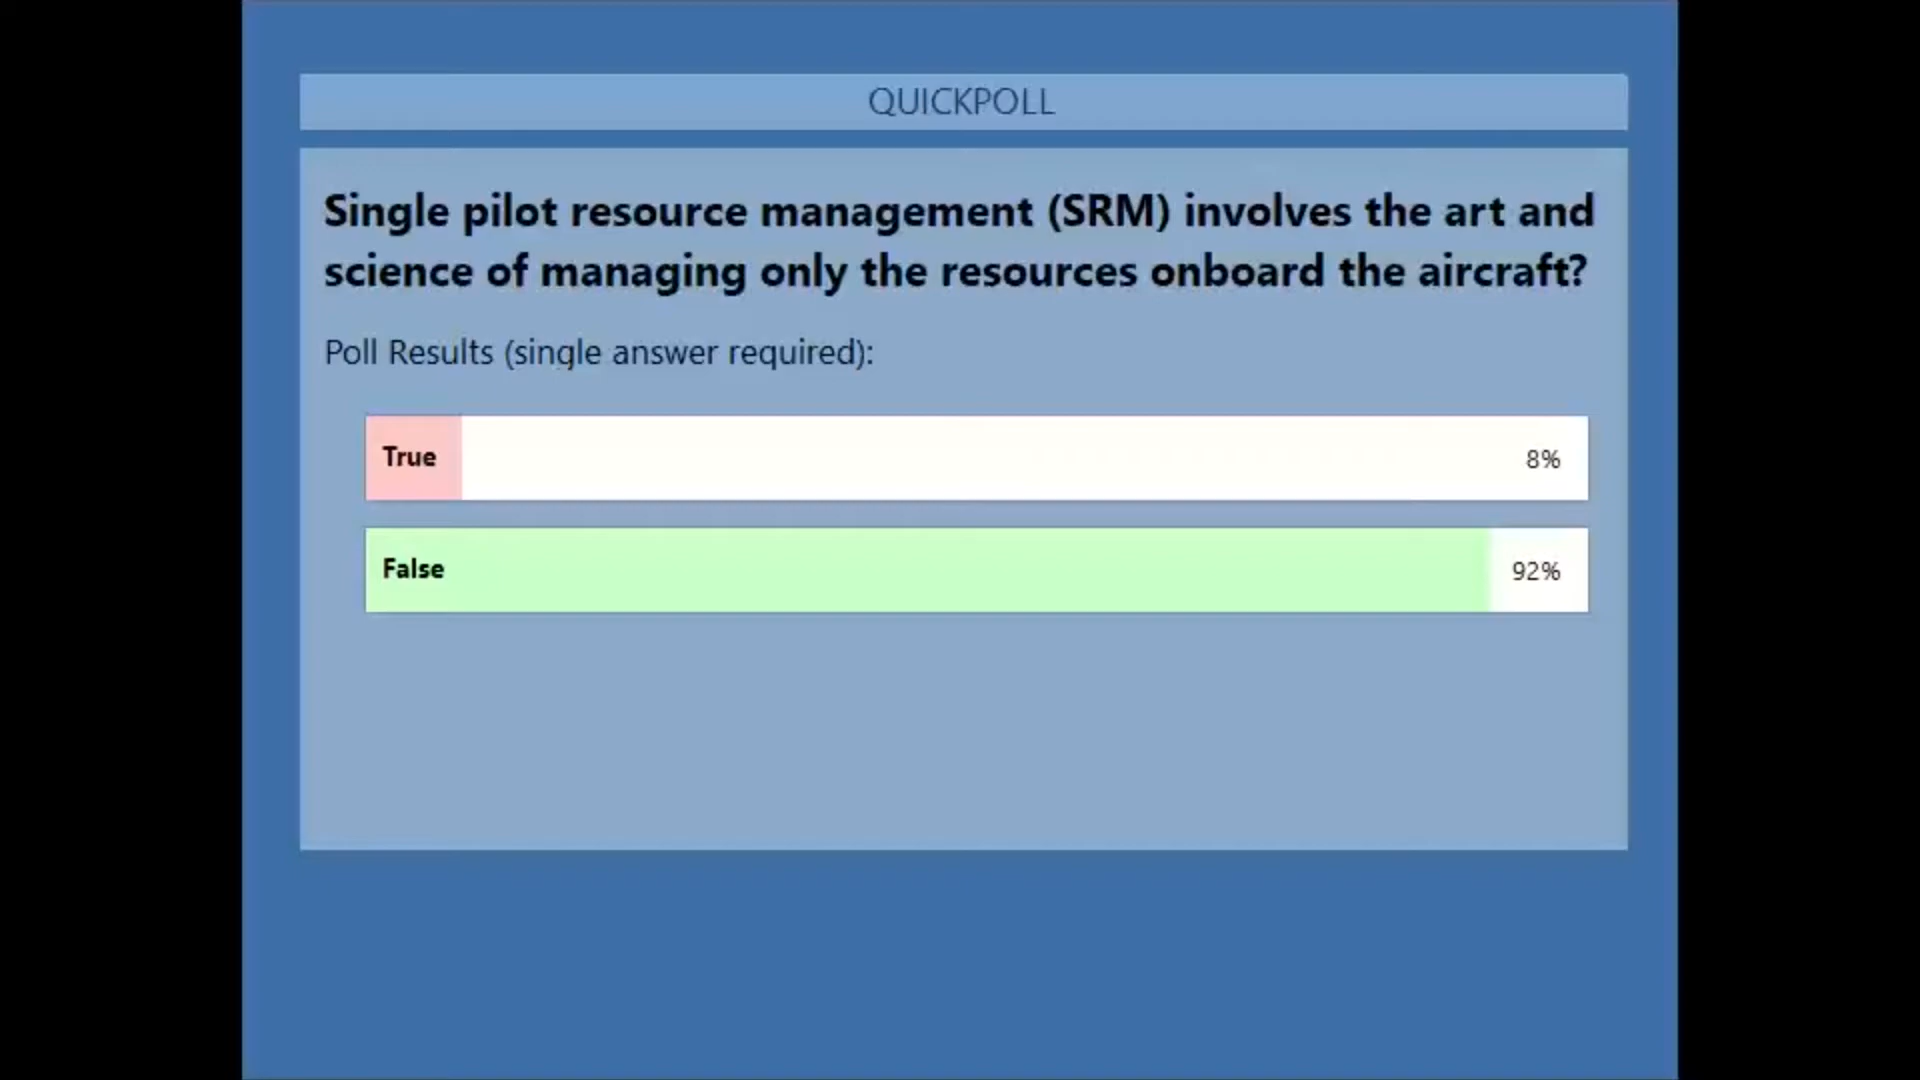 QUICKPOLL
Single pilot resource management (SRM) involves the art and
science of managing only the resources onboard the aircraft?
Poll Results (single answer required):
True 8%
False 92%